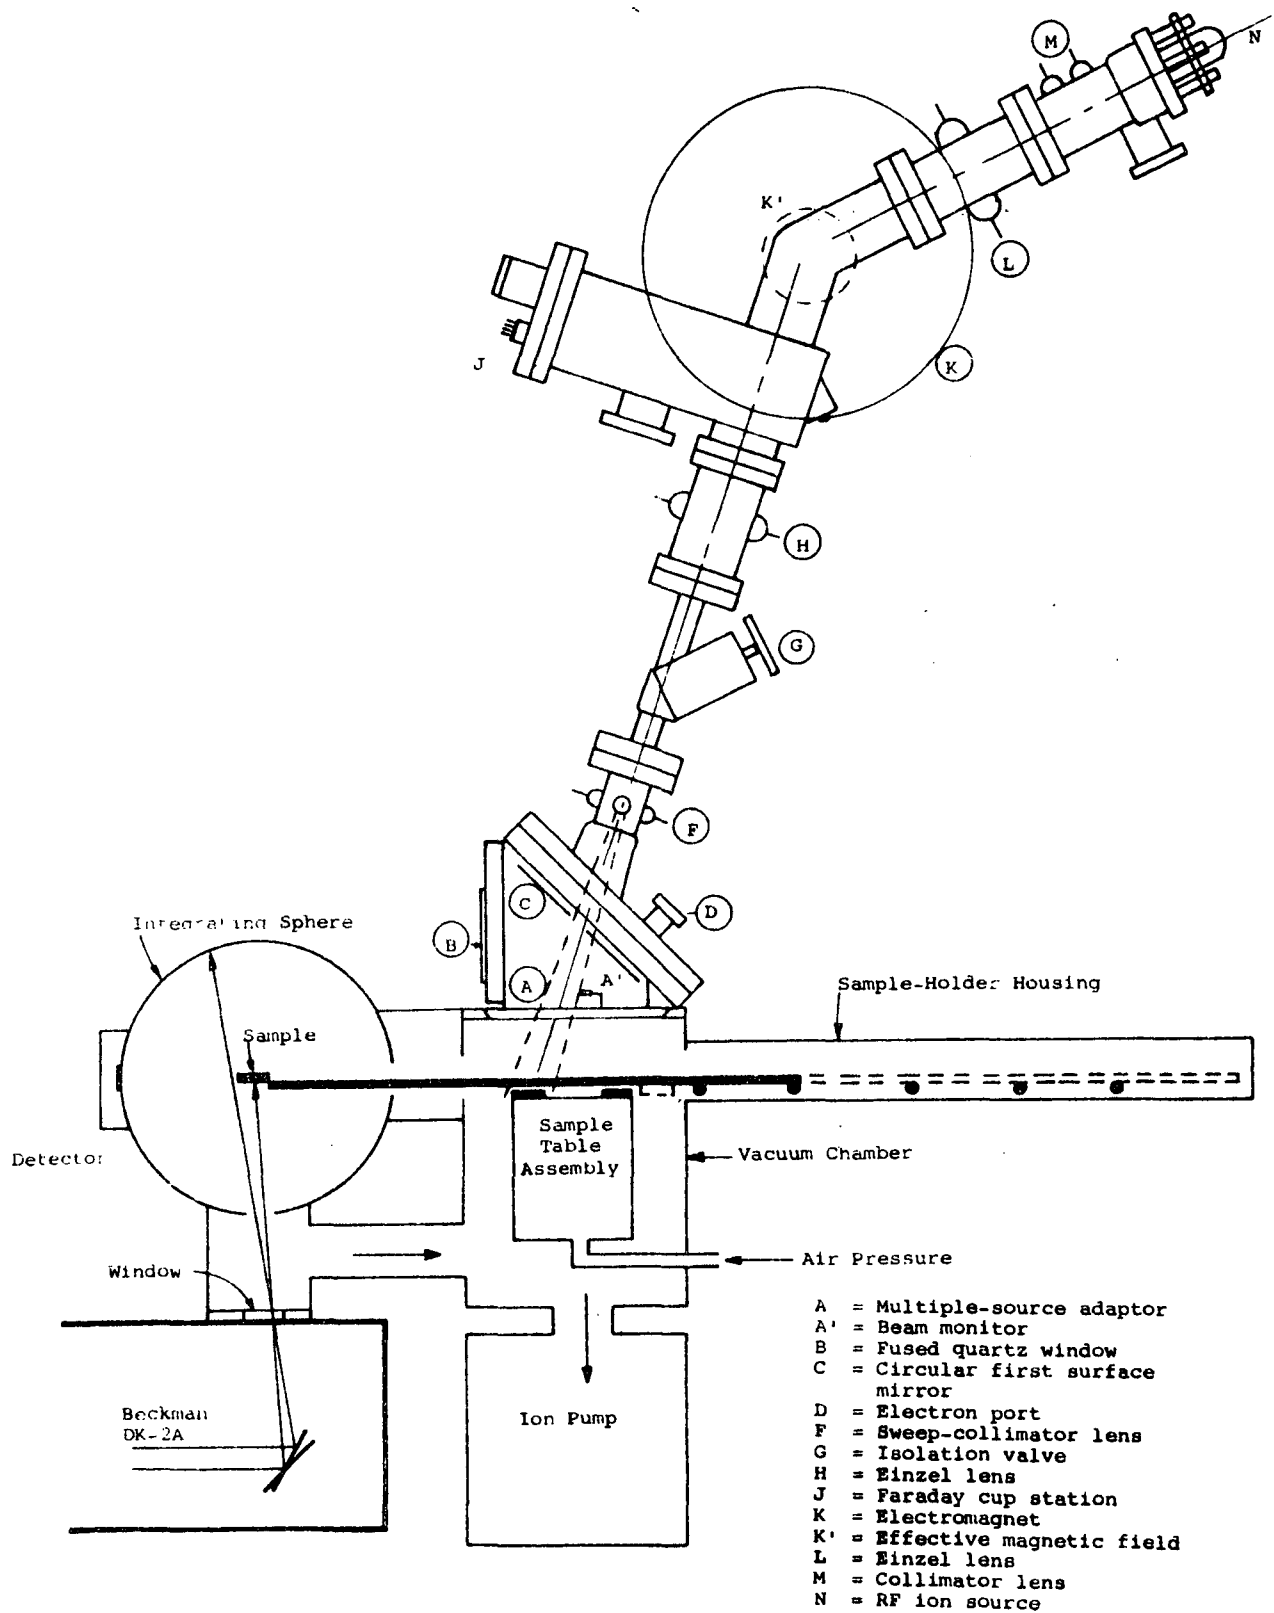 M
N
K'
L
J
K
H
G
F
C
D
Integrating Sphere
B
A
A'
Sample-Holder Housing
Sample
Sample
Table
Assembly
Detector
Vacuum Chamber
Air Pressure
Window
Beckman
DK-2A
Ion Pump
A = Multiple-source adaptor
A' = Beam monitor
B = Fused quartz window
C = Circular first surface
mirror
D = Electron port
F = Sweep-collimator lens
G = Isolation valve
H = Einzel lens
J = Faraday cup station
K = Electromagnet
K' = Effective magnetic field
L = Einzel lens
M = Collimator lens
N = RF ion source